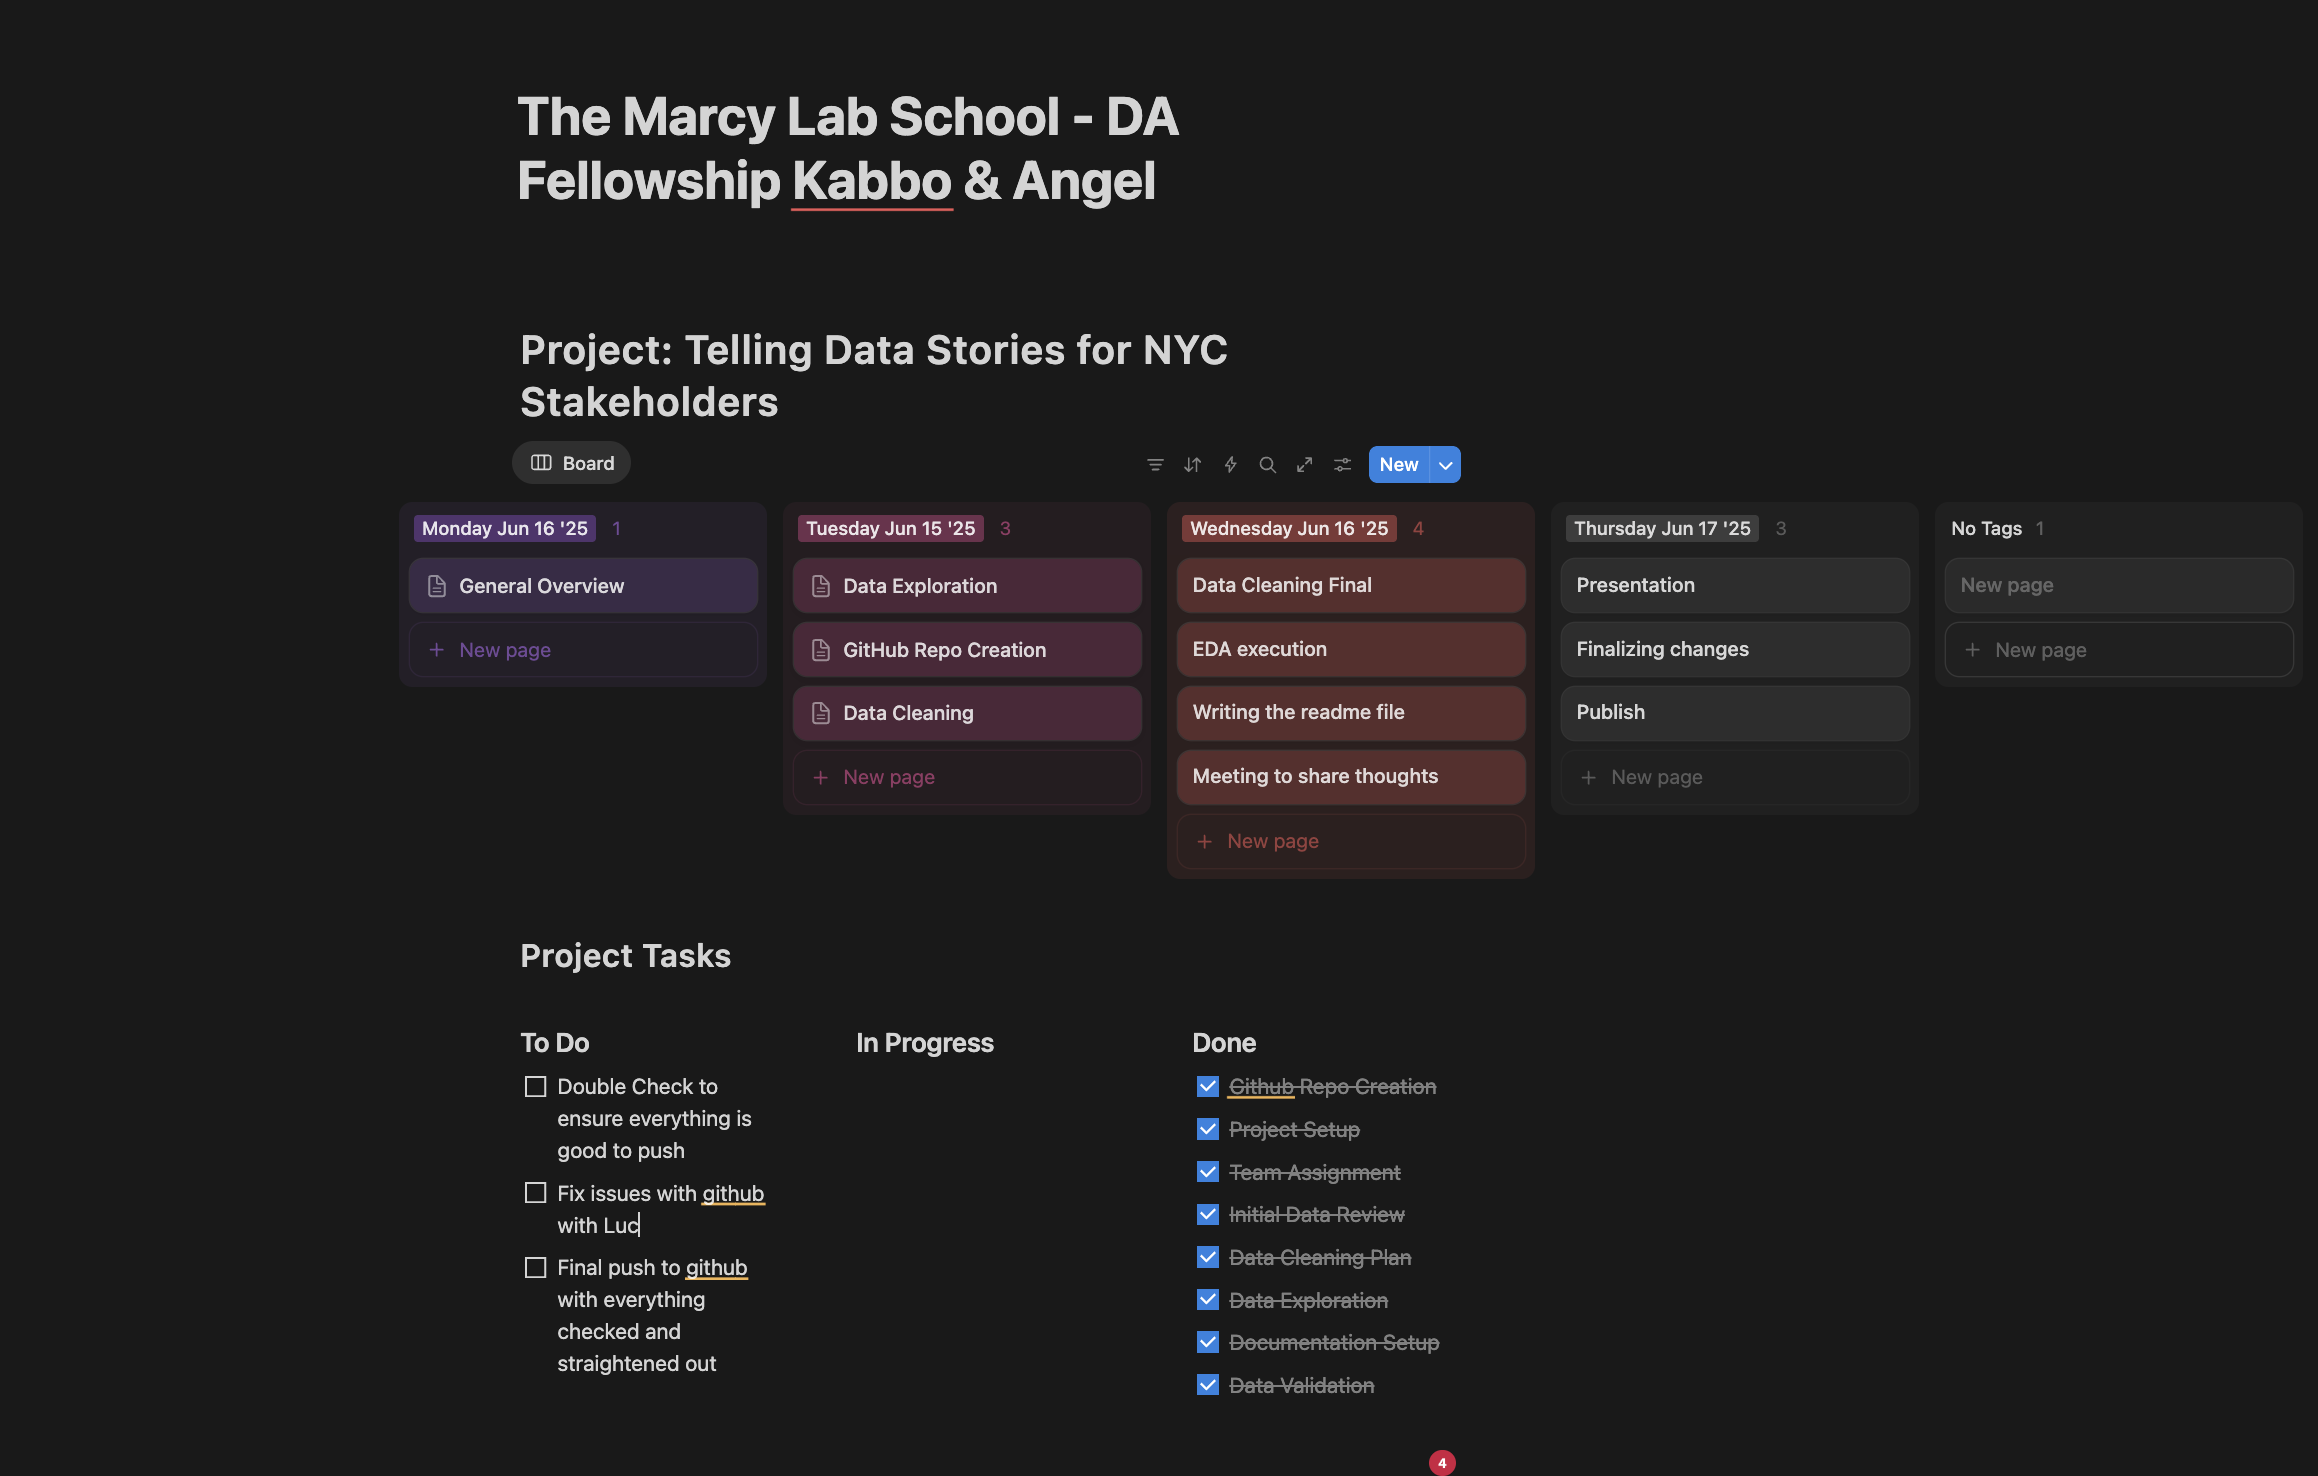 The Marcy Lab School - DA
Fellowship Kabbo & Angel
Project: Telling Data Stories for NYC
Stakeholders
Board
New
Monday Jun 16 '25 1
General Overview
+ New page
Tuesday Jun 15 '25 3
Data Exploration
GitHub Repo Creation
Data Cleaning
+ New page
Wednesday Jun 16 '25 4
Data Cleaning Final
EDA execution
Writing the readme file
Meeting to share thoughts
+ New page
Thursday Jun 17 '25 3
Presentation
Finalizing changes
Publish
+ New page
No Tags 1
New page
+ New page
Project Tasks
To Do
Double Check to
ensure everything is
good to push
Fix issues with github
with Luc
Final push to github
with everything
checked and
straightened out
In Progress
Done
Github Repo Creation
Project Setup
Team Assignment
Initial Data Review
Data Cleaning Plan
Data Exploration
Documentation Setup
Data Validation
4